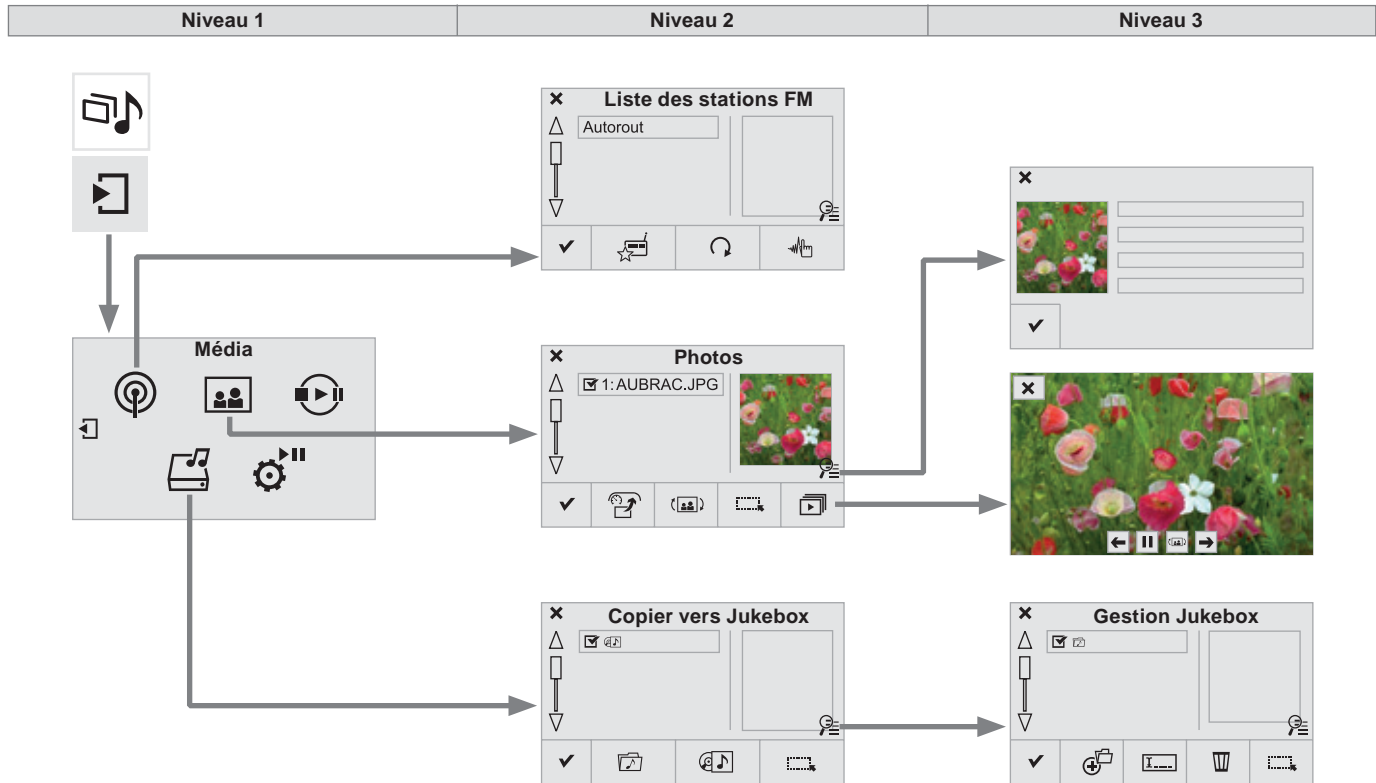 Niveau 1
Niveau 2
Niveau 3
Liste des stations FM
Autorout
Média
Photos
1: AUBRAC.JPG
Copier vers Jukebox
Gestion Jukebox